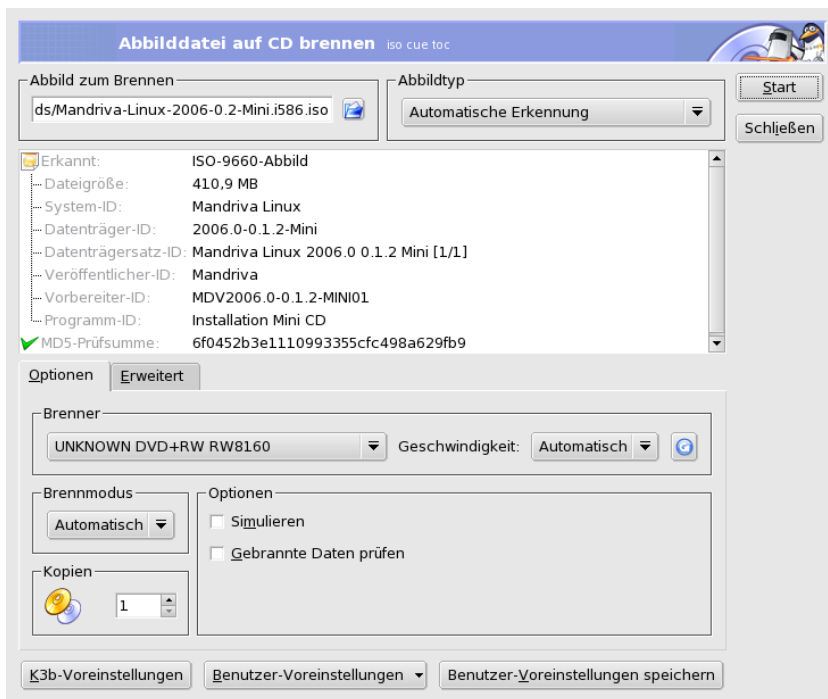 Abbilddatei auf CD brennen iso cue toc
Abbild zum Brennen
ds/Mandriva-Linux-2006-0.2-Mini.i586.iso
Abbildtyp
Automatische Erkennung
Start
Schließen
Erkannt: ISO-9660-Abbild
Dateigröße: 410,9 MB
System-ID: Mandriva Linux
Datenträger-ID: 2006.0-0.1.2-Mini
Datenträgersatz-ID: Mandriva Linux 2006.0 0.1.2 Mini [1/1]
Veröffentlicher-ID: Mandriva
Vorbereiter-ID: MDV2006.0-0.1.2-MINI01
Programm-ID: Installation Mini CD
MD5-Prüfsumme: 6f0452b3e1110993355cfc498a629fb9
Optionen Erweitert
Brenner
UNKNOWN DVD+RW RW8160 Geschwindigkeit: Automatisch
Brennmodus
Automatisch
Optionen
Simulieren
Gebrannte Daten prüfen
Kopien
1
K3b-Voreinstellungen Benutzer-Voreinstellungen Benutzer-Voreinstellungen speichern